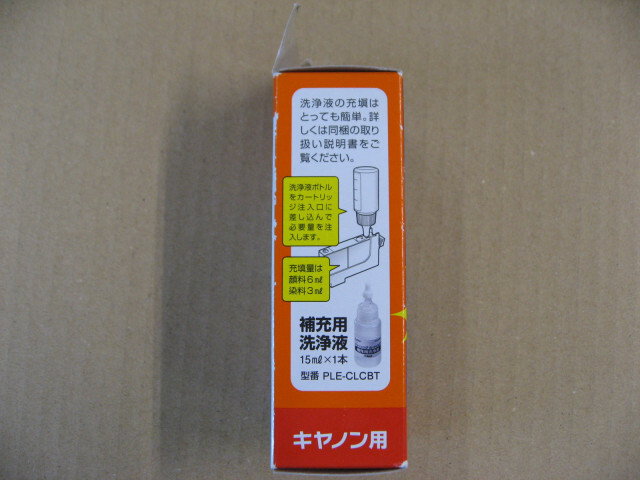 洗浄液の充填は
とっても簡単。詳
しくは同梱の取り
扱い説明書をご
覧ください。
洗浄液ボトル
をカートリッ
ジ注入口に
差し込んで
必要量を注
入します。
充填量は
顔料6㎖
染料3㎖
補充用
洗浄液
15㎖×1本
型番 PLE-CLCBT
キヤノン用